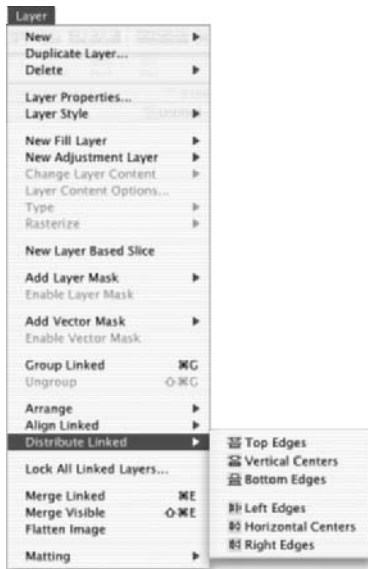 Layer
New
Duplicate Layer...
Delete
Layer Properties...
Layer Style
New Fill Layer
New Adjustment Layer
Change Layer Content
Layer Content Options...
Type
Rasterize
New Layer Based Slice
Add Layer Mask
Enable Layer Mask
Add Vector Mask
Enable Vector Mask
Group Linked ⌘G
Ungroup ⇧⌘G
Arrange
Align Linked
Distribute Linked
Top Edges
Vertical Centers
Bottom Edges
Left Edges
Horizontal Centers
Right Edges
Lock All Linked Layers...
Merge Linked ⌘E
Merge Visible ⇧⌘E
Flatten Image
Matting